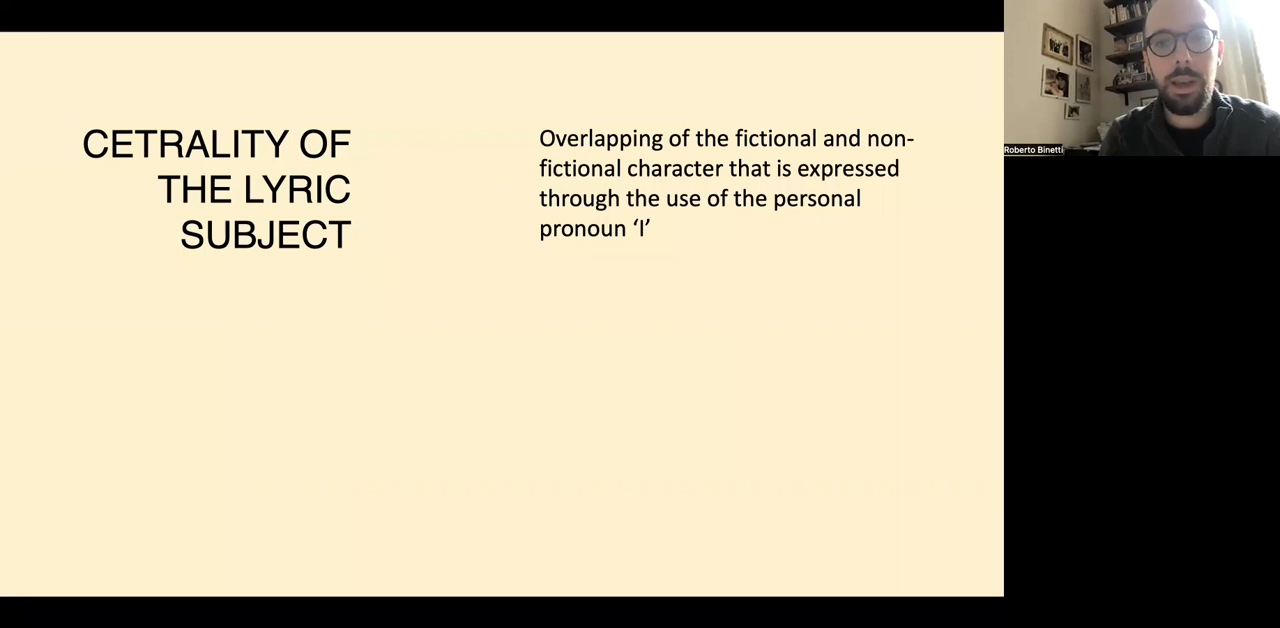 CETRALITY OF
THE LYRIC
SUBJECT
Overlapping of the fictional and non-
fictional character that is expressed
through the use of the personal
pronoun ‘I’
Roberto Binetti